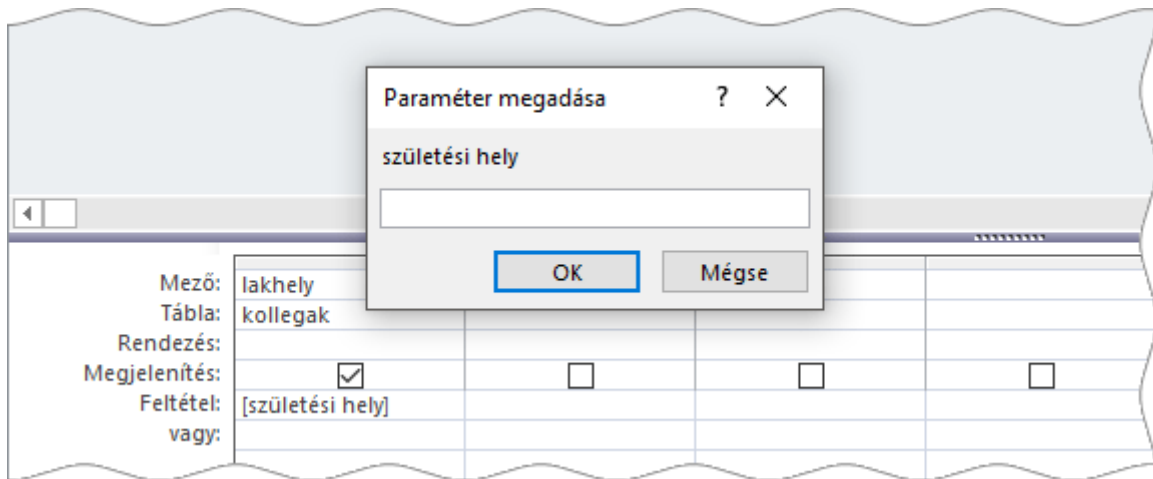 Paraméter megadása ? ×
születési hely
OK Mégse
Mező: lakhely
Tábla: kollegak
Rendezés:
Megjelenítés:
Feltétel: [születési hely]
vagy: